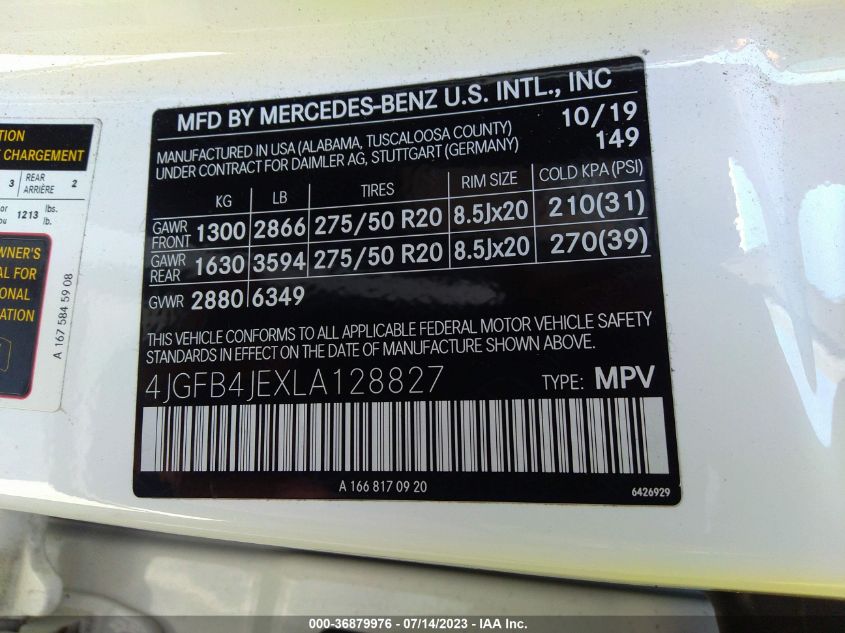 MFD BY MERCEDES-BENZ U.S. INTL., INC
10/19
MANUFACTURED IN USA (ALABAMA, TUSCALOOSA COUNTY)
UNDER CONTRACT FOR DAIMLER AG, STUTTGART (GERMANY)
149
KG LB TIRES RIM SIZE COLD KPA (PSI)
GAWR FRONT 1300 2866 275/50 R20 8.5Jx20 210(31)
GAWR REAR 1630 3594 275/50 R20 8.5Jx20 270(39)
GVWR 2880 6349
THIS VEHICLE CONFORMS TO ALL APPLICABLE FEDERAL MOTOR VEHICLE SAFETY
STANDARDS IN EFFECT ON THE DATE OF MANUFACTURE SHOWN ABOVE.
4JGFB4JEXLA128827 TYPE: MPV
A 166 817 09 20
6426929
CHARGEMENT
3 REAR ARRIÈRE 2
or 1213 lbs.
ou lb.
OWNER'S
FOR
A 167 584 59 08
000-36879976 - 07/14/2023 - IAA Inc.